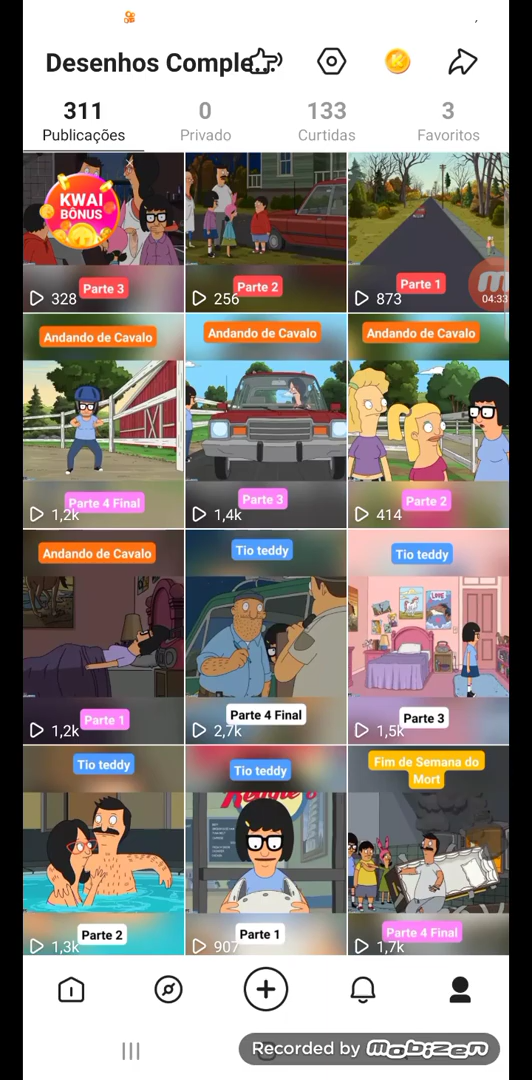 Desenhos Comple
311
0
133
3
Publicações
Privado
Curtidas
Favoritos
KWAI
BÔNUS
Parte 3
328
Parte 2
256
Parte 1
873
04:33
Andando de Cavalo
Andando de Cavalo
Andando de Cavalo
Parte 4 Final
1,2k
Parte 3
1,4k
Parte 2
414
Andando de Cavalo
Tio teddy
Tio teddy
LOVE
Parte 1
1,2k
Parte 4 Final
2,7k
Parte 3
1,5k
Tio teddy
Tio teddy
Fim de Semana do
Mort
Parte 2
1,3k
Parte 1
907
Parte 4 Final
1,7k
Recorded by mobizen